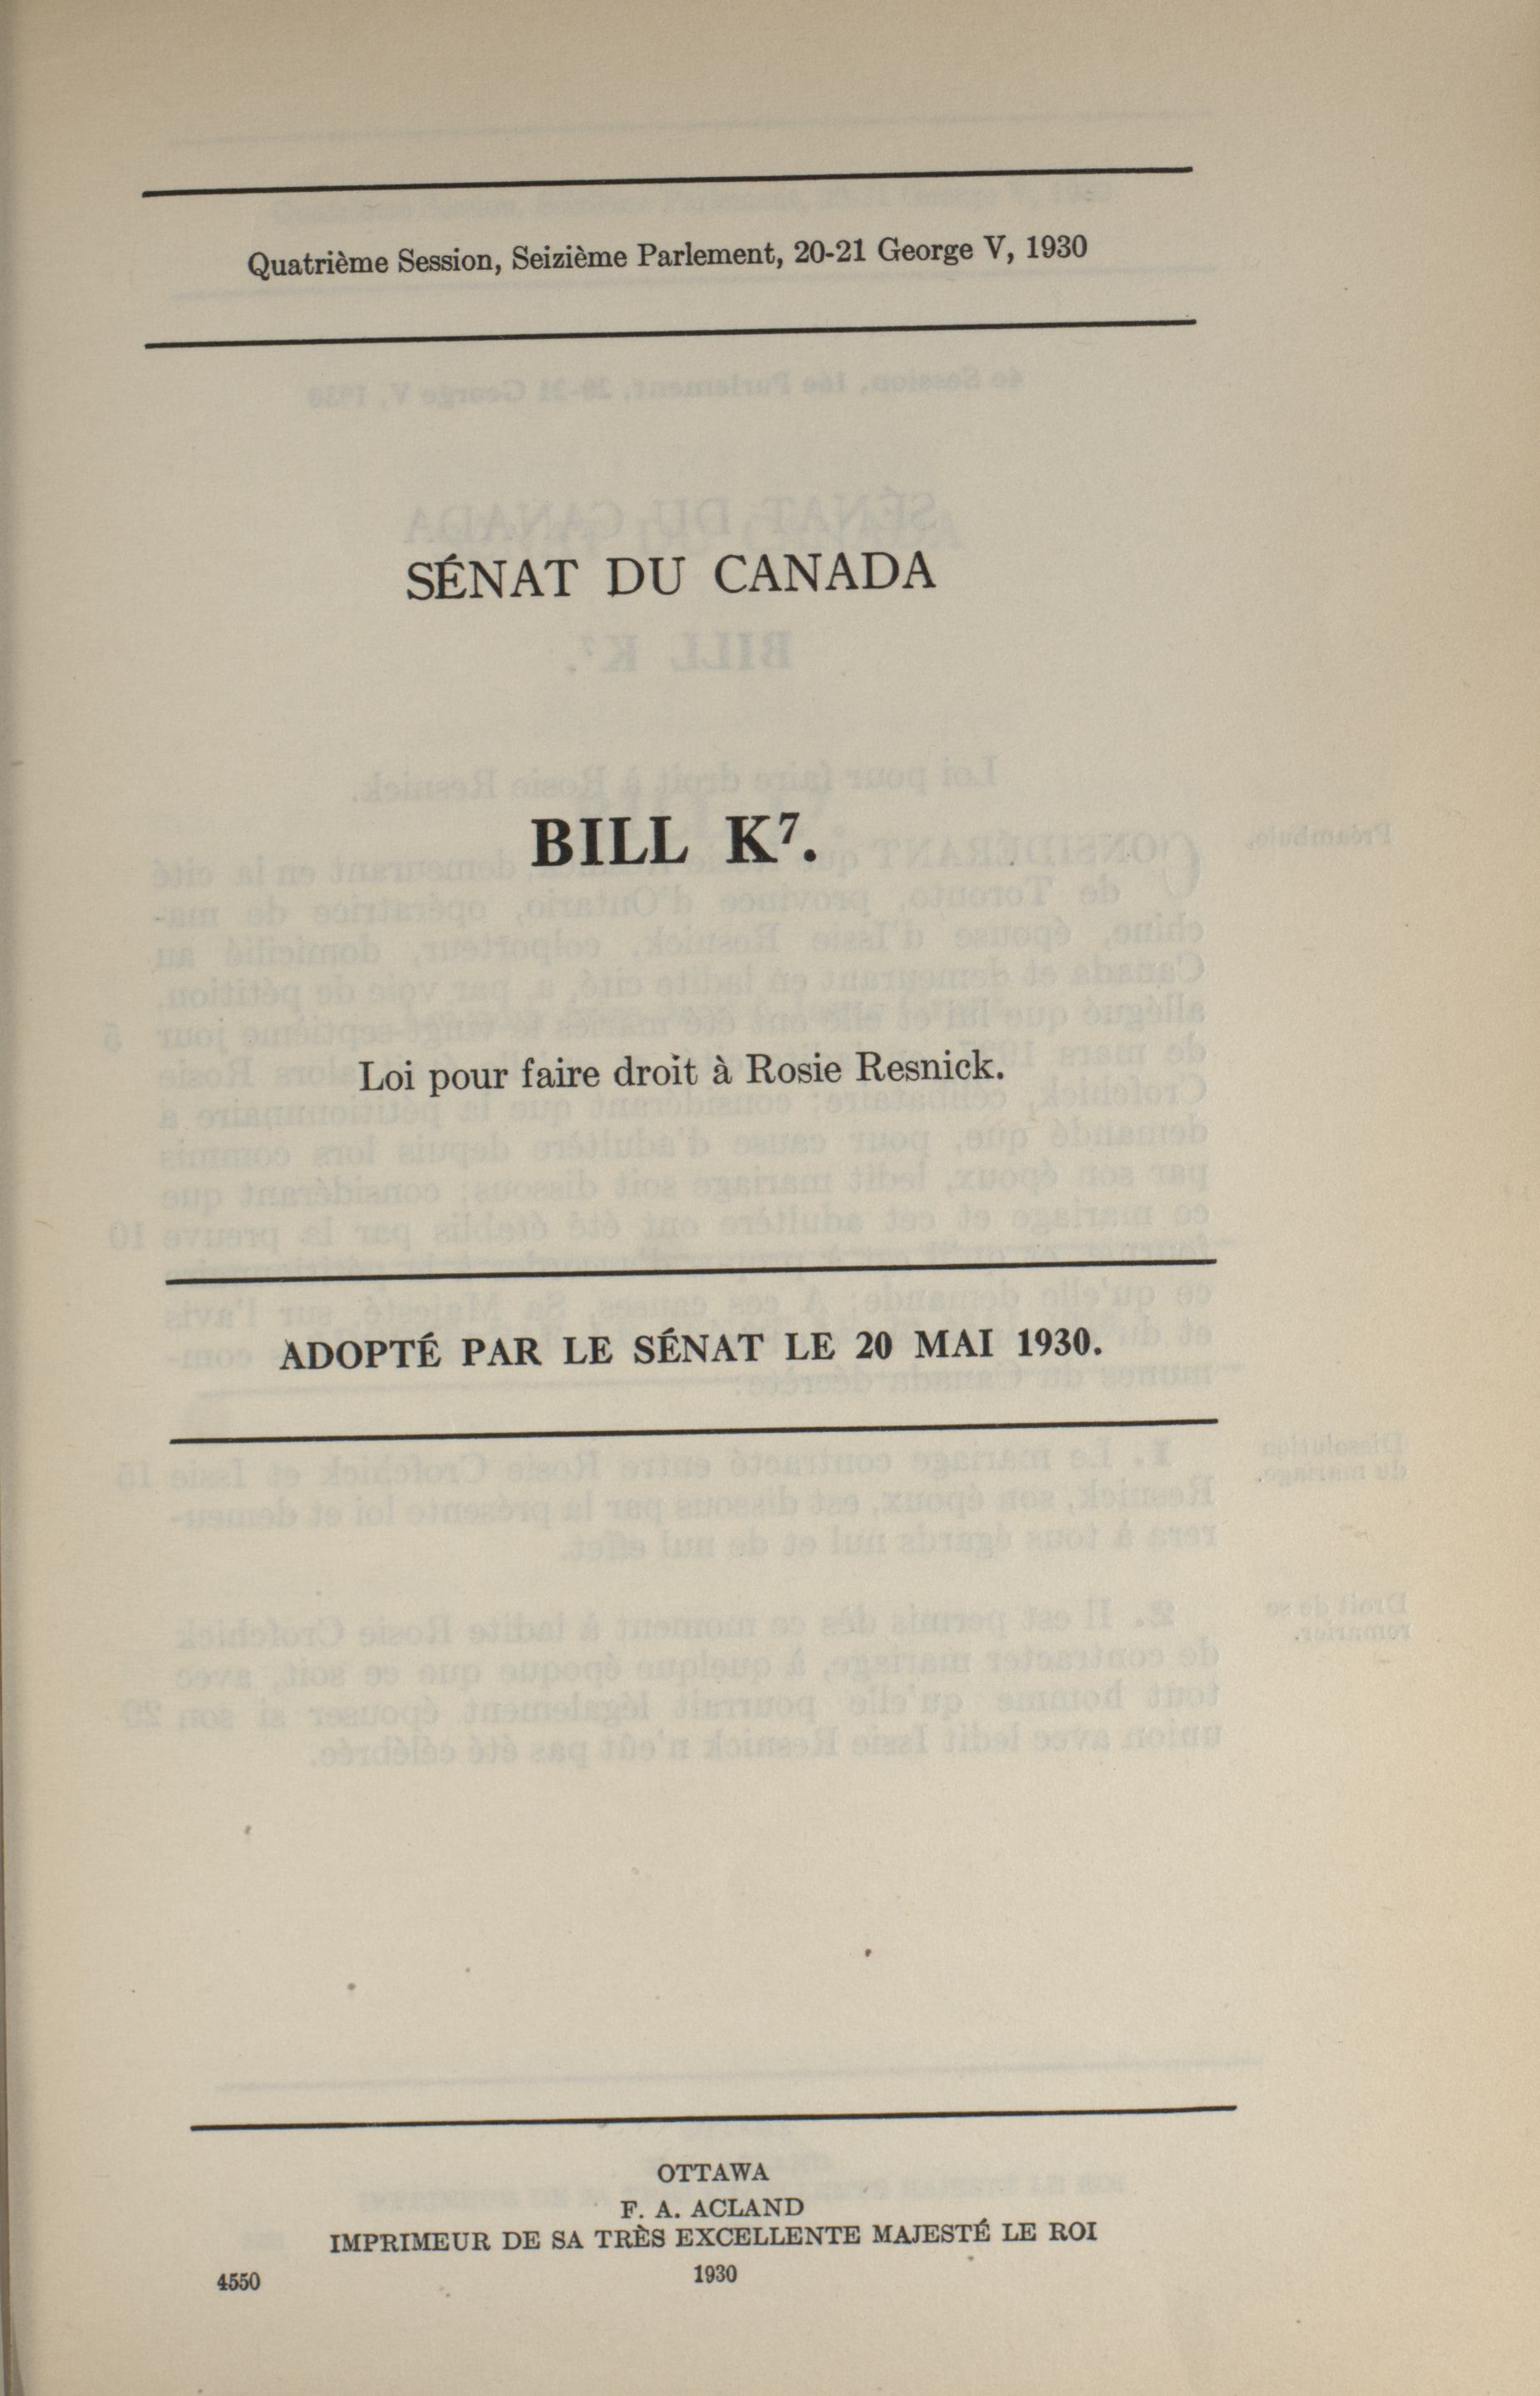 Quatrième Session, Seizième Parlement, 20-21 George V, 1930
SÉNAT DU CANADA
BILL K⁷.
Loi pour faire droit à Rosie Resnick.
ADOPTÉ PAR LE SÉNAT LE 20 MAI 1930.
OTTAWA
F. A. ACLAND
IMPRIMEUR DE SA TRÈS EXCELLENTE MAJESTÉ LE ROI
4550 1930